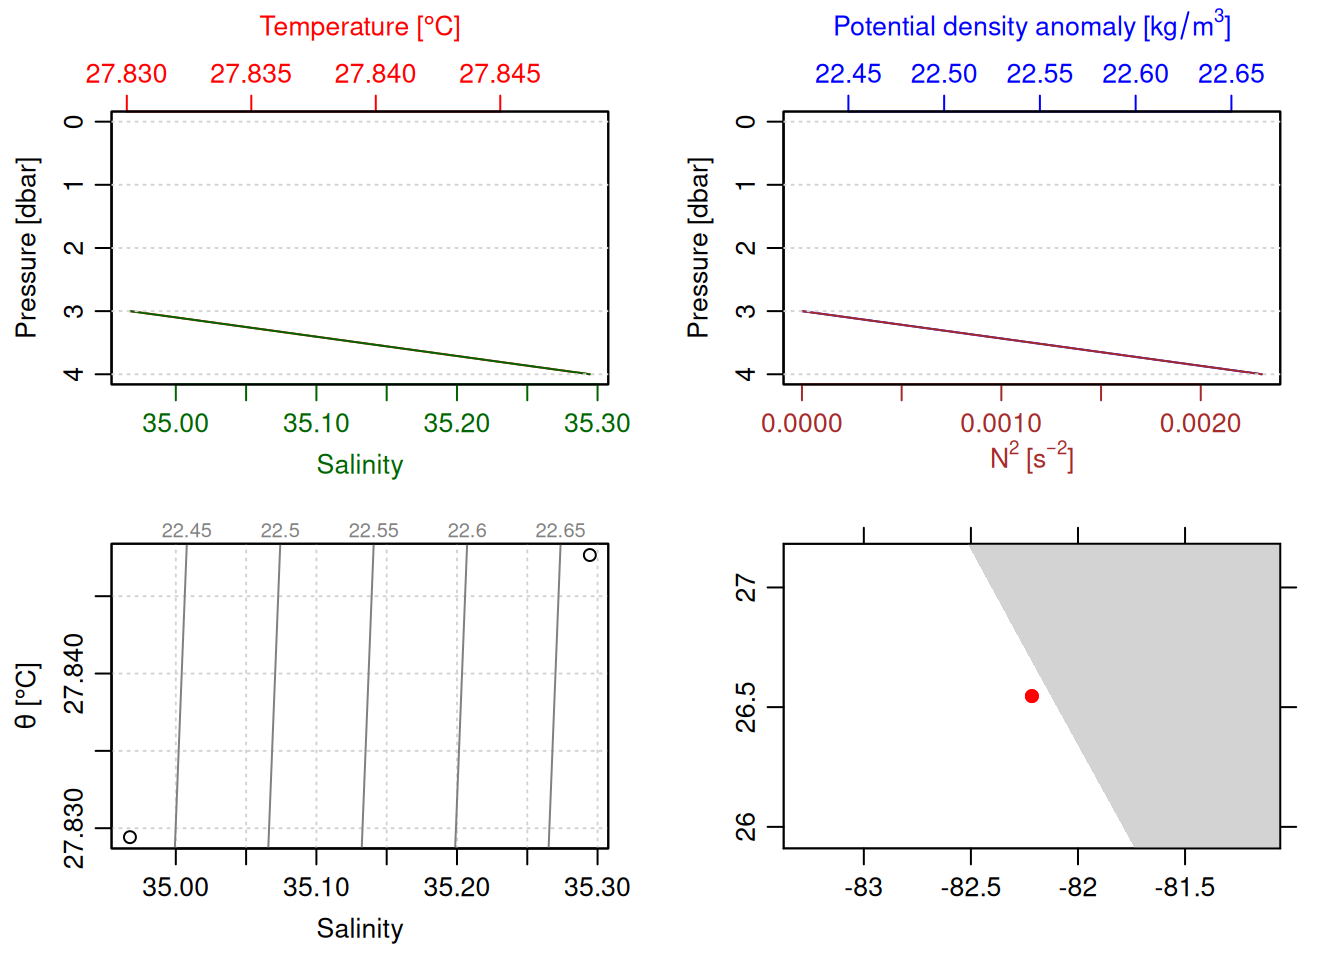 Temperature [°C]
27.830 27.835 27.840 27.845
0
1
2
3
4
Pressure [dbar]
35.00 35.10 35.20 35.30
Salinity
Potential density anomaly [kg/m³]
22.45 22.50 22.55 22.60 22.65
0
1
2
3
4
Pressure [dbar]
0.0000 0.0010 0.0020
N² [s⁻²]
22.45 22.5 22.55 22.6 22.65
27.840
27.830
θ [°C]
35.00 35.10 35.20 35.30
Salinity
27
26.5
26
-83 -82.5 -82 -81.5